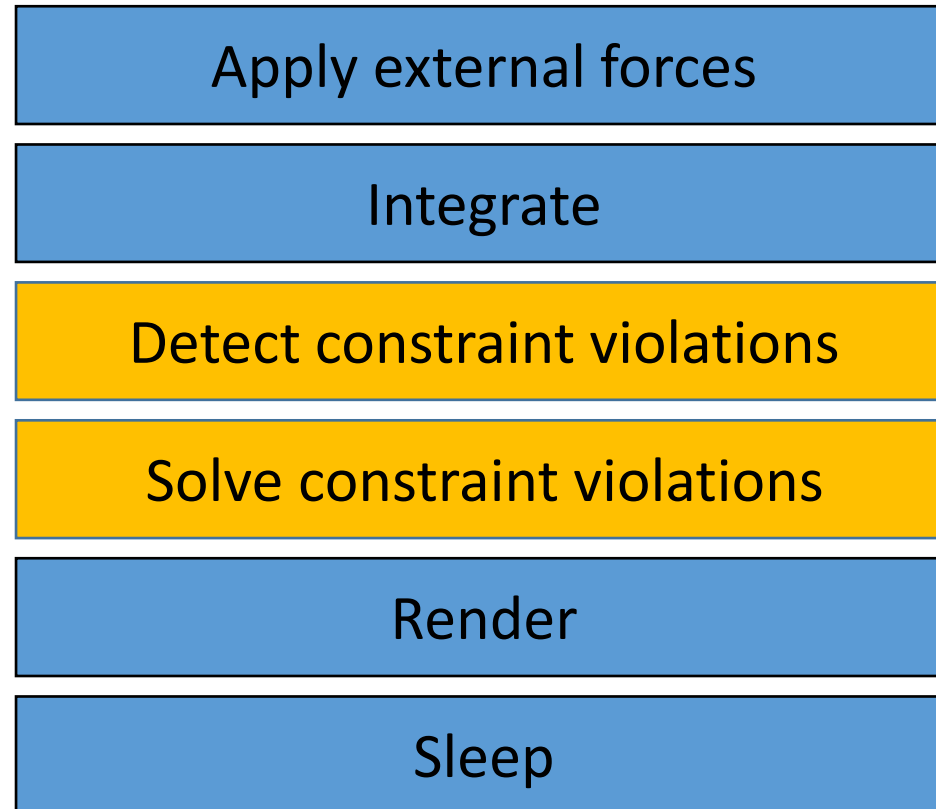 Apply external forces
Integrate
Detect constraint violations
Solve constraint violations
Render
Sleep